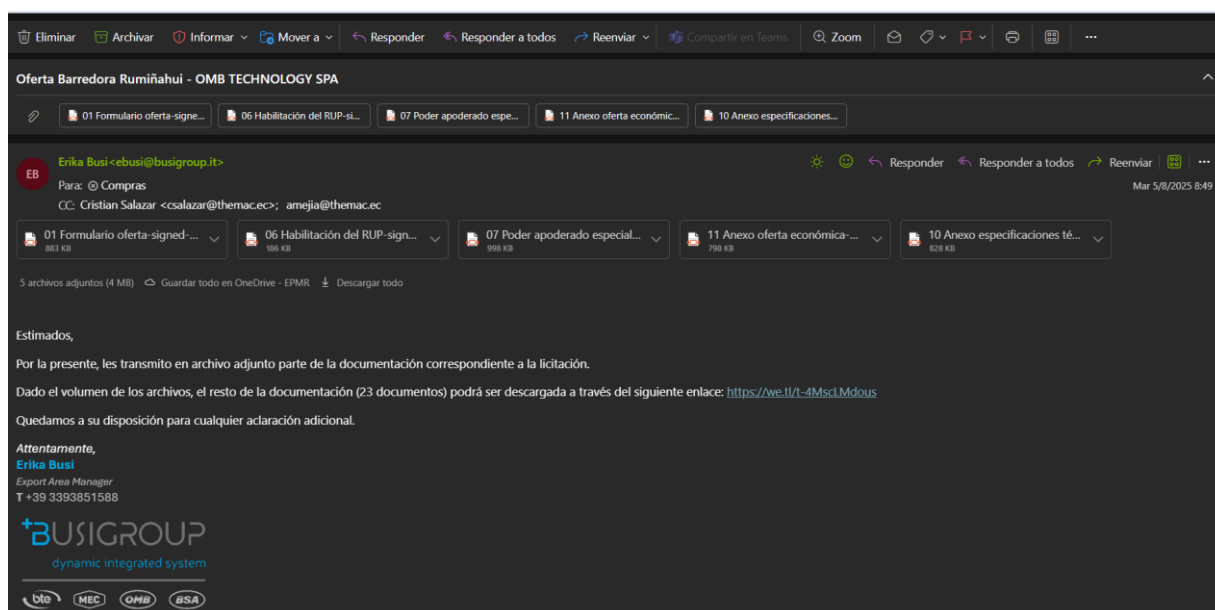 Eliminar Archivar Informar Mover a Responder Responder a todos Reenviar Compartir en Teams Zoom ...
Oferta Barredora Rumiñahui - OMB TECHNOLOGY SPA
01 Formulario oferta-signe... 06 Habilitación del RUP-si... 07 Poder apoderado espe... 11 Anexo oferta económic... 10 Anexo especificaciones...
EB
Erika Busi<ebusi@busigroup.it>
Responder Responder a todos Reenviar ...
Para: Compras
Mar 5/8/2025 8:49
CC: Cristian Salazar <csalazar@themac.ec>; amejia@themac.ec
01 Formulario oferta-signed-... 06 Habilitación del RUP-sign... 07 Poder apoderado especial... 11 Anexo oferta económica-... 10 Anexo especificaciones té...
883 KB 186 KB 998 KB 798 KB 828 KB
5 archivos adjuntos (4 MB) Guardar todo en OneDrive - EPMR Descargar todo
Estimados,
Por la presente, les transmito en archivo adjunto parte de la documentación correspondiente a la licitación.
Dado el volumen de los archivos, el resto de la documentación (23 documentos) podrá ser descargada a través del siguiente enlace: https://we.tl/t-4MscLMdous
Quedamos a su disposición para cualquier aclaración adicional.
Attentamente,
Erika Busi
Export Area Manager
T +39 3393851588
BUSIGROUP
dynamic integrated system
bte MEC OMB BSA